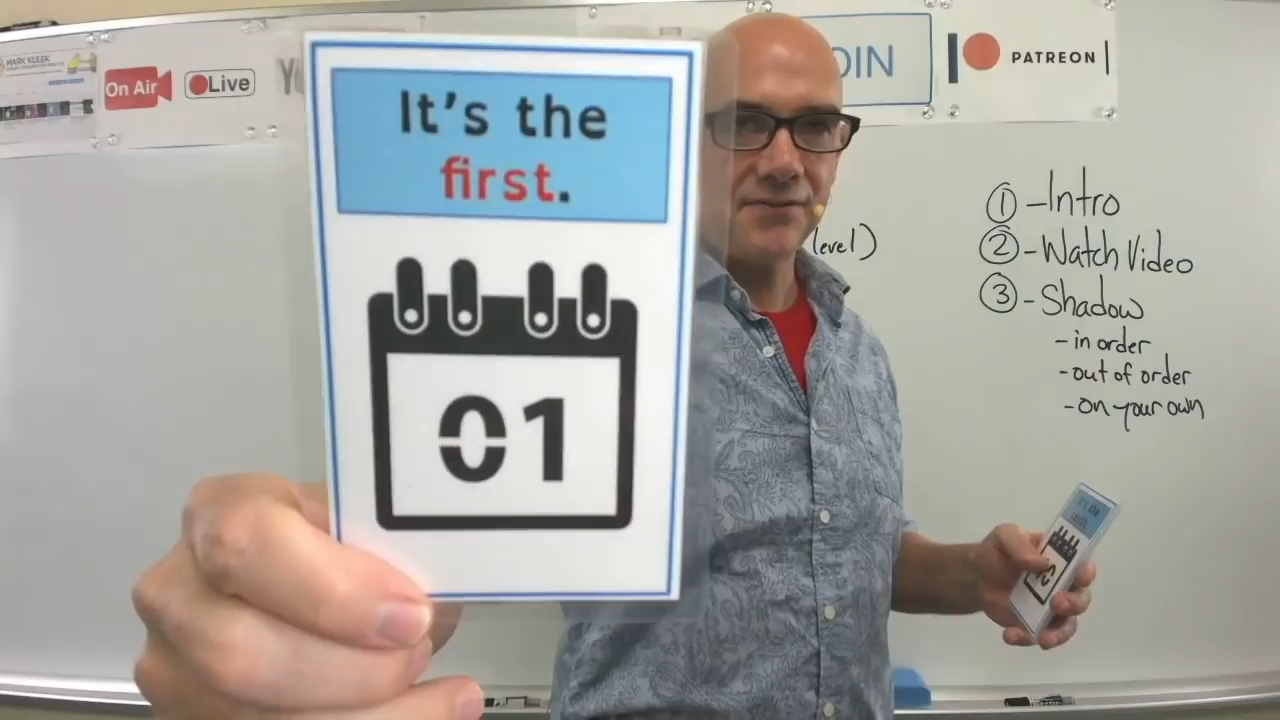 MARK KULEK
On Air
Live
It's the
first.
01
PATREON
level)
① - Intro
② - Watch Video
③ - Shadow
- in order
- out of order
- on your own